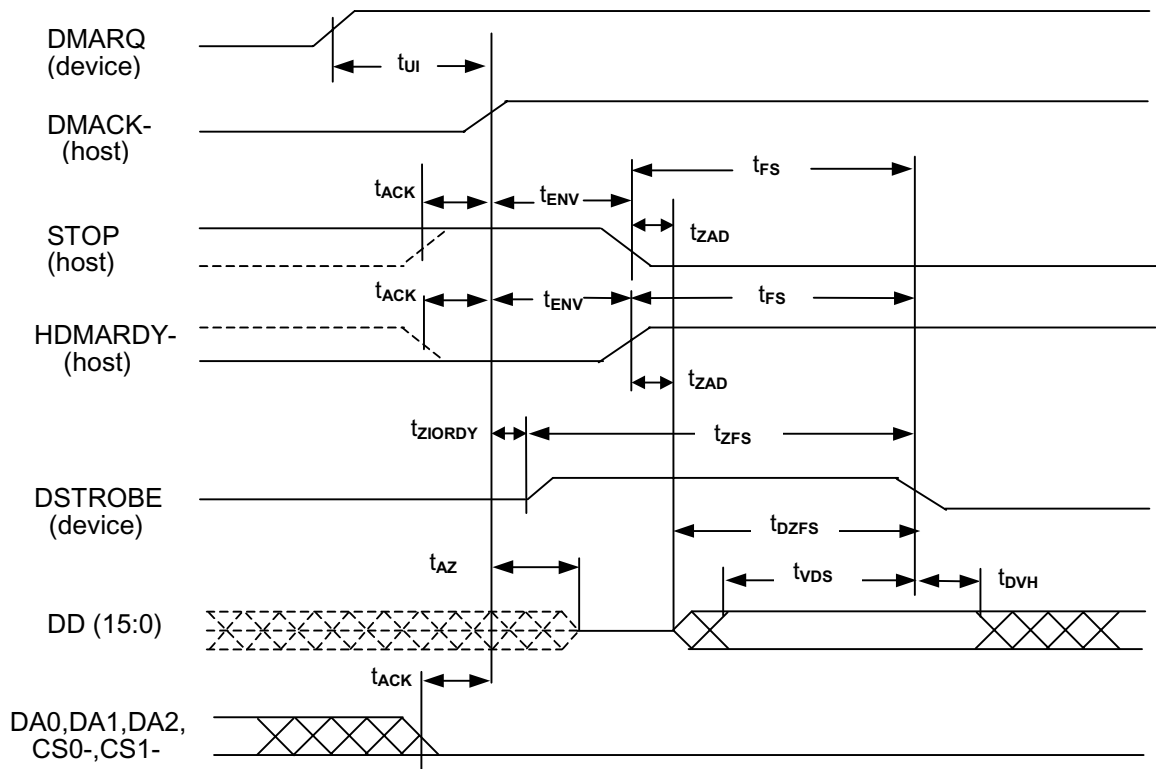 DMARQ
(device)
tUI
DMACK-
(host)
tFS
tACK
tENV
STOP
(host)
tZAD
tACK
tENV
tFS
HDMARDY-
(host)
tZAD
tZIORDY
tZFS
DSTROBE
(device)
tDZFS
tAZ
tVDS
tDVH
DD (15:0)
tACK
DA0,DA1,DA2,
CS0-,CS1-